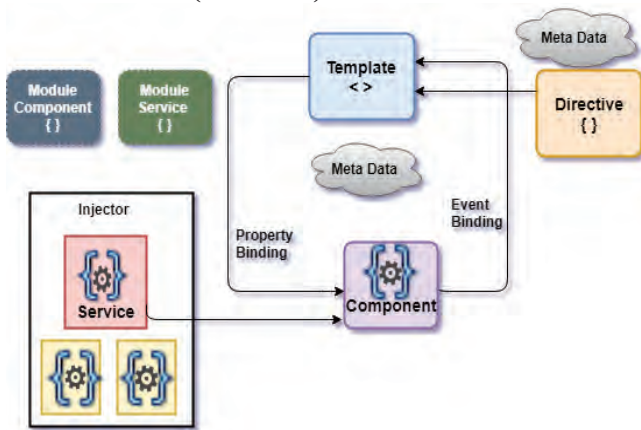 Meta Data
Template
< >
Directive
{ }
Module
Component
{ }
Module
Service
{ }
Meta Data
Injector
Property
Binding
Event
Binding
{ }
Service
{ }
Component
{ }
{ }